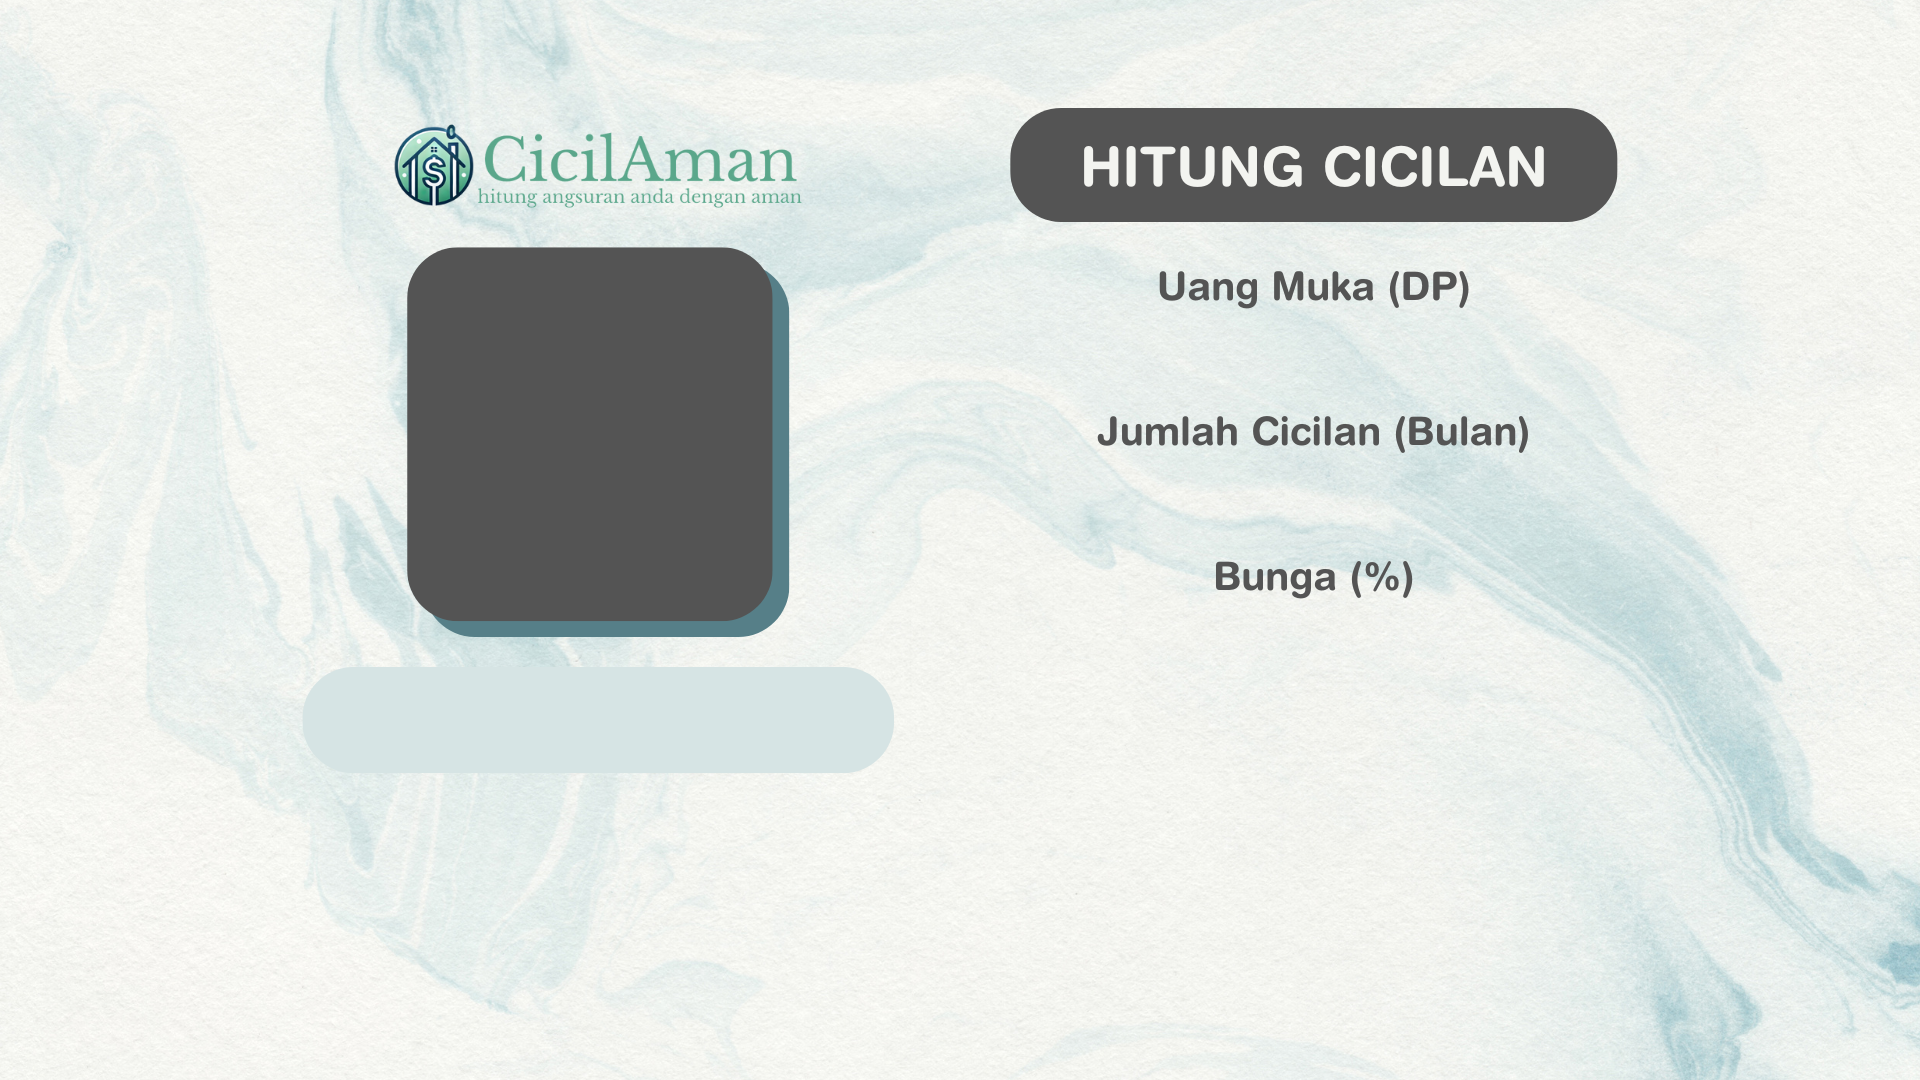 CicilAman
hitung angsuran anda dengan aman
HITUNG CICILAN
Uang Muka (DP)
Jumlah Cicilan (Bulan)
Bunga (%)